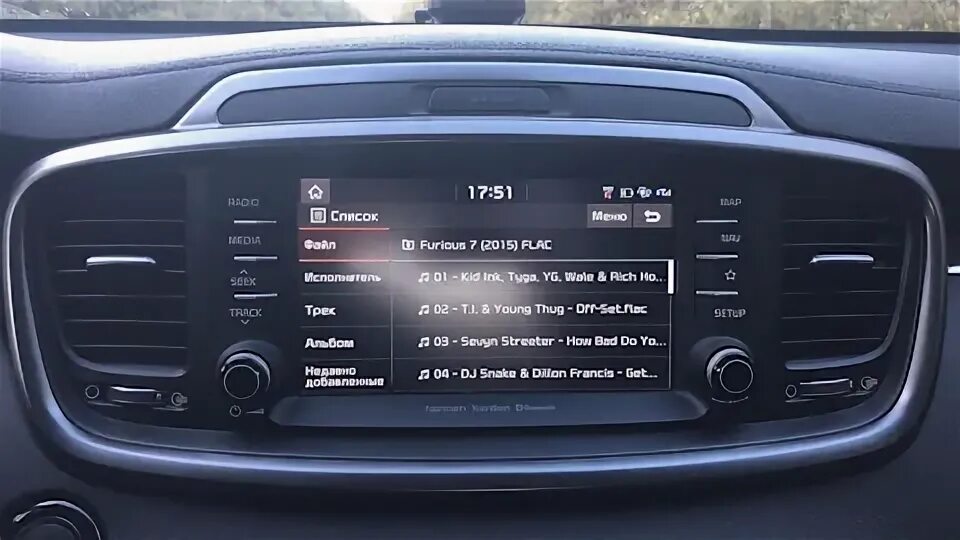 17:51
Список
Меню
Файл
Furious 7 (2015) FLAC
Исполнитель
01 - Kid Ink, Tyga, YG, Wale & Rich Ho...
Трек
02 - T.I. & Young Thug - Off-Set.flac
Альбом
03 - Sevyn Streeter - How Bad Do Yo...
Недавно
добавленные
04 - DJ Snake & Dillon Francis - Get...
RADIO
MEDIA
SEEK
TRACK
MAP
NAV
SETUP